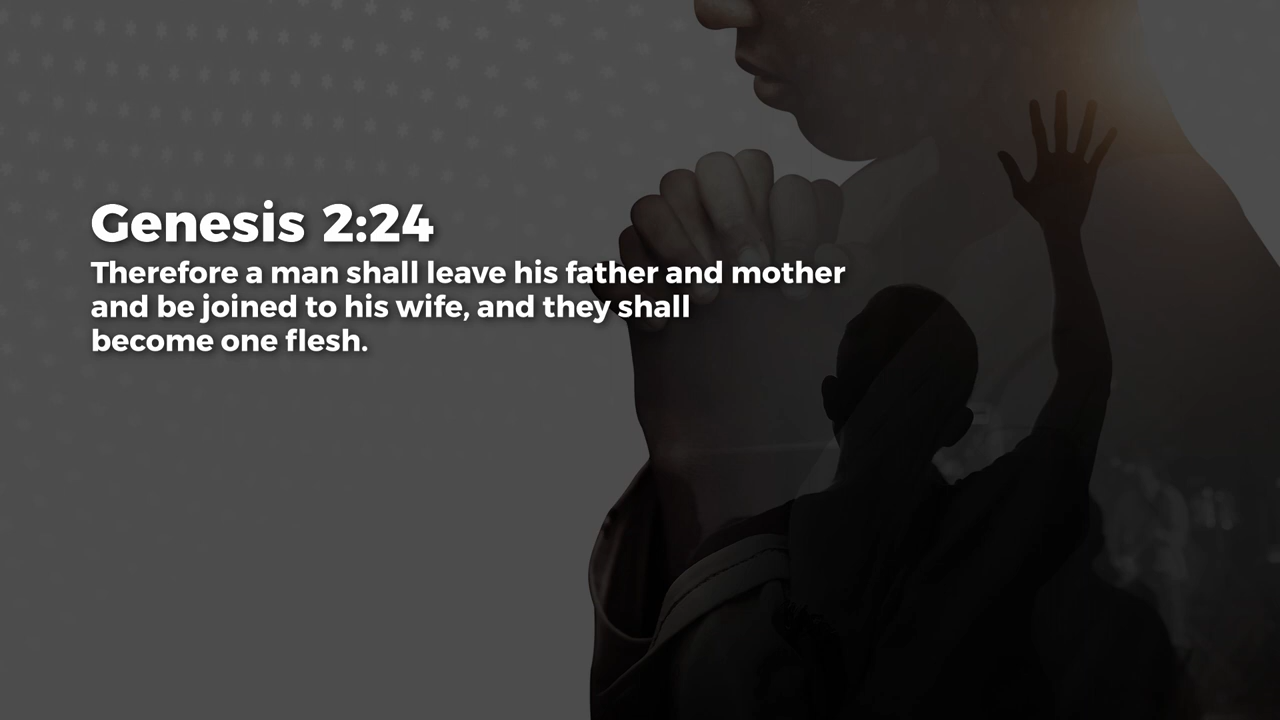 Genesis 2:24
Therefore a man shall leave his father and mother
and be joined to his wife, and they shall
become one flesh.